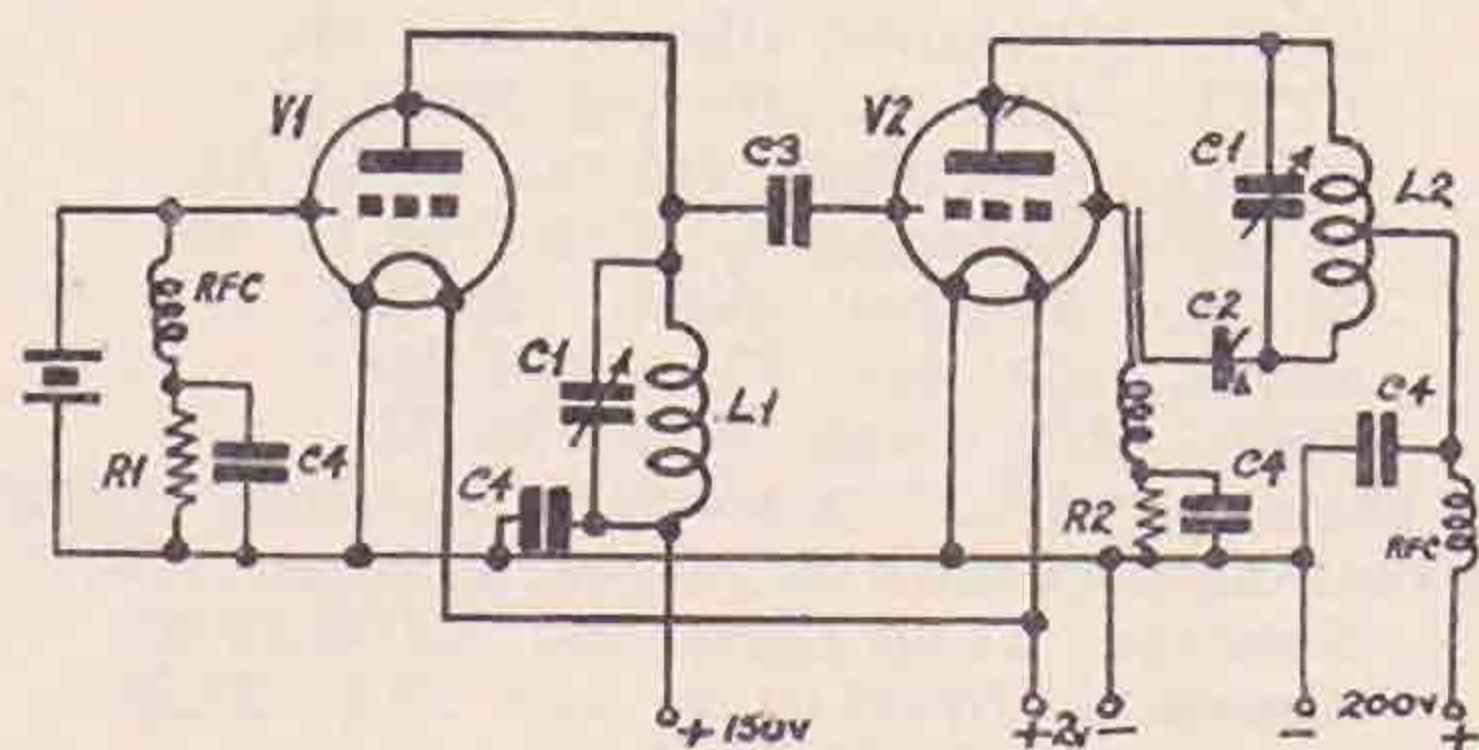 V1
V2
C3
C1
L2
RFC
C2
C1
L1
C4
R1
C4
C4
C4
R2
RFC
+ 150V
+ 2V −
− 200V +